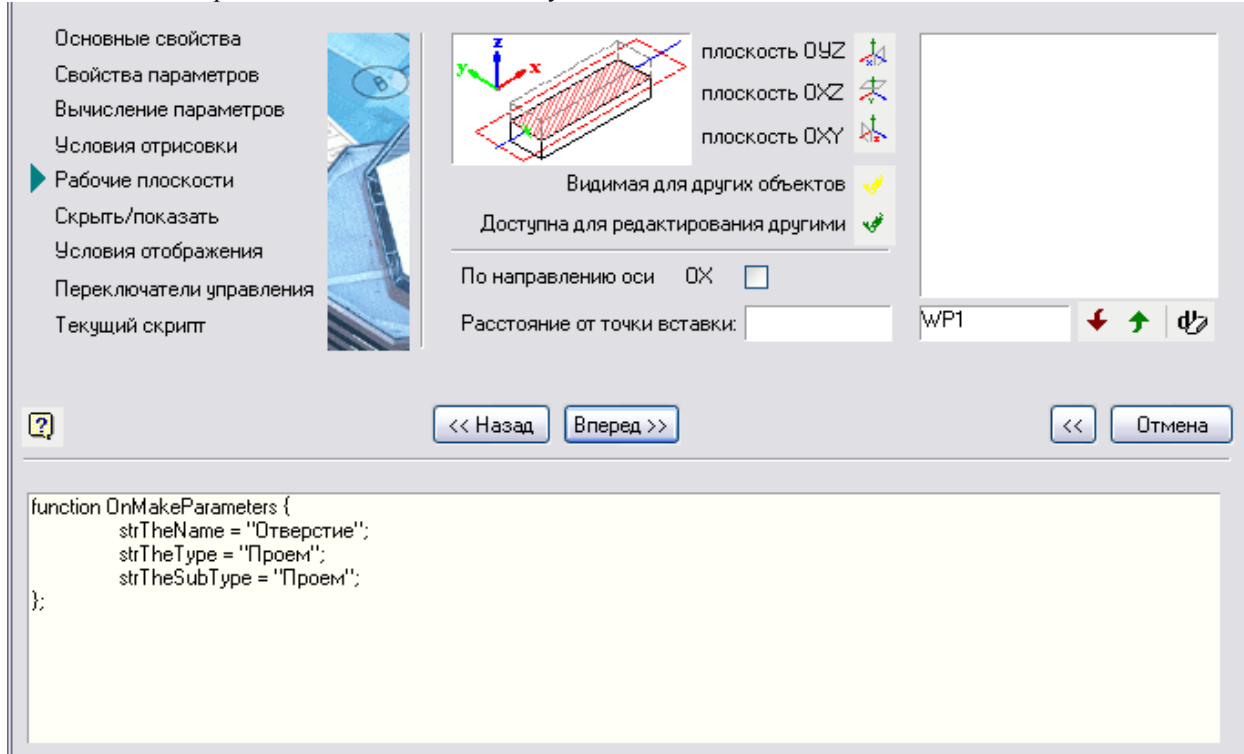 Основные свойства
Свойства параметров
Вычисление параметров
Условия отрисовки
Рабочие плоскости
Скрыть/показать
Условия отображения
Переключатели управления
Текущий скрипт
B
z
y
x
плоскость OYZ
плоскость OXZ
плоскость OXY
Видимая для других объектов
Доступна для редактирования другими
По направлению оси OX
Расстояние от точки вставки:
WP1
?
<< Назад
Вперед >>
<<
Отмена
function OnMakeParameters {
strTheName = "Отверстие";
strTheType = "Проем";
strTheSubType = "Проем";
};